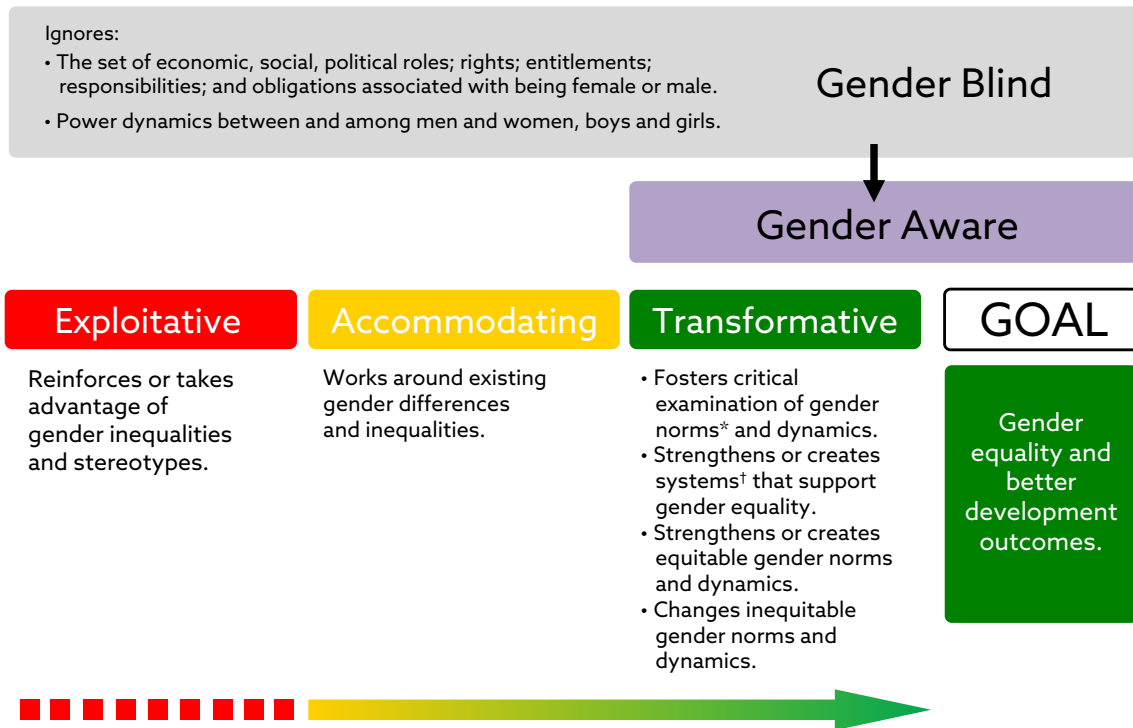 Ignores:
• The set of economic, social, political roles; rights; entitlements;
responsibilities; and obligations associated with being female or male.
• Power dynamics between and among men and women, boys and girls.
Gender Blind
Gender Aware
Exploitative
Reinforces or takes
advantage of
gender inequalities
and stereotypes.
Accommodating
Works around existing
gender differences
and inequalities.
Transformative
• Fosters critical
examination of gender
norms* and dynamics.
• Strengthens or creates
systems† that support
gender equality.
• Strengthens or creates
equitable gender norms
and dynamics.
• Changes inequitable
gender norms and
dynamics.
GOAL
Gender
equality and
better
development
outcomes.